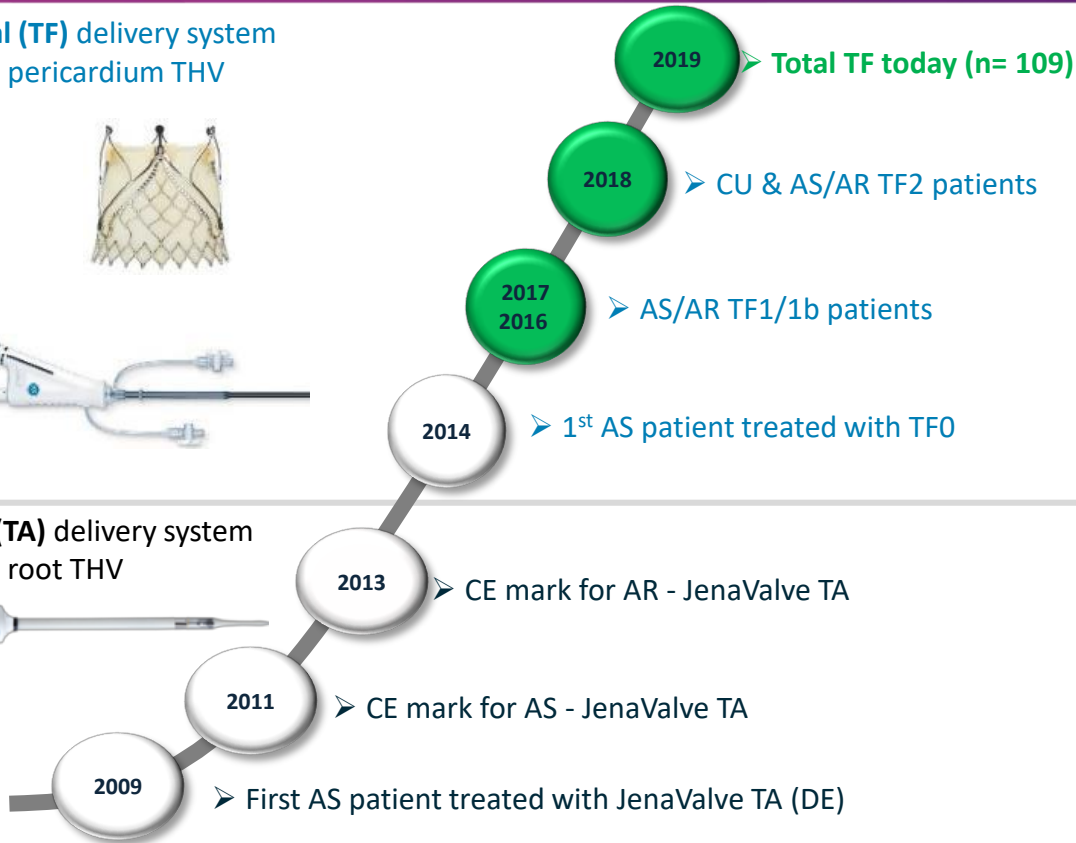 al (TF) delivery system
pericardium THV
2019
➢ Total TF today (n= 109)
2018
➢ CU & AS/AR TF2 patients
2017
2016
➢ AS/AR TF1/1b patients
2014
➢ 1st AS patient treated with TF0
(TA) delivery system
root THV
2013
➢ CE mark for AR - JenaValve TA
2011
➢ CE mark for AS - JenaValve TA
2009
➢ First AS patient treated with JenaValve TA (DE)